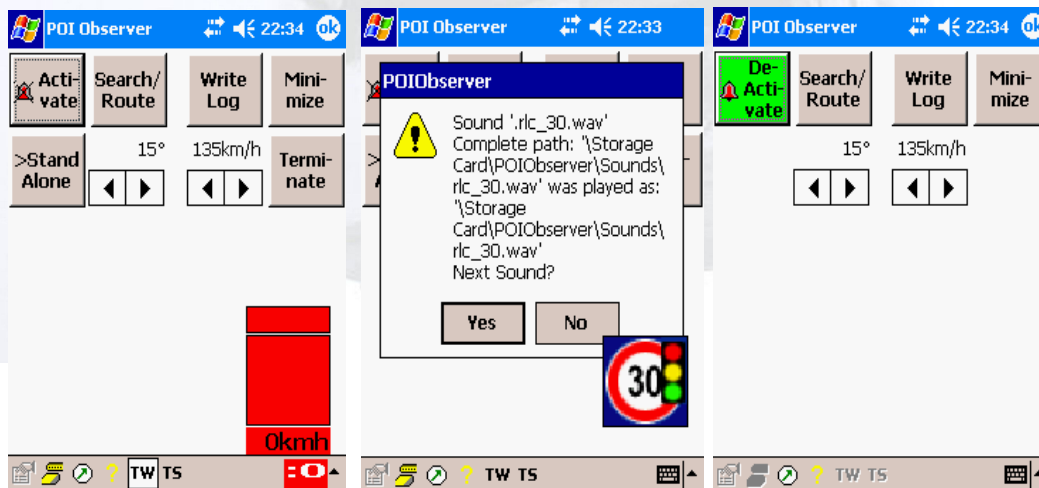 POI Observer 22:34 ok
Acti-
vate
Search/
Route
Write
Log
Mini-
mize
>Stand
Alone
15°
135km/h
Termi-
nate
0kmh
? TW TS
POI Observer 22:33
POIObserver
Sound '.rlc_30.wav'
Complete path: '\Storage
Card\POIObserver\Sounds\
rlc_30.wav' was played as:
'\Storage
Card\POIObserver\Sounds\
rlc_30.wav'
Next Sound?
Yes
No
30
? TW TS
POI Observer 22:34 ok
De-
Acti-
vate
Search/
Route
Write
Log
Mini-
mize
15°
135km/h
? TW TS